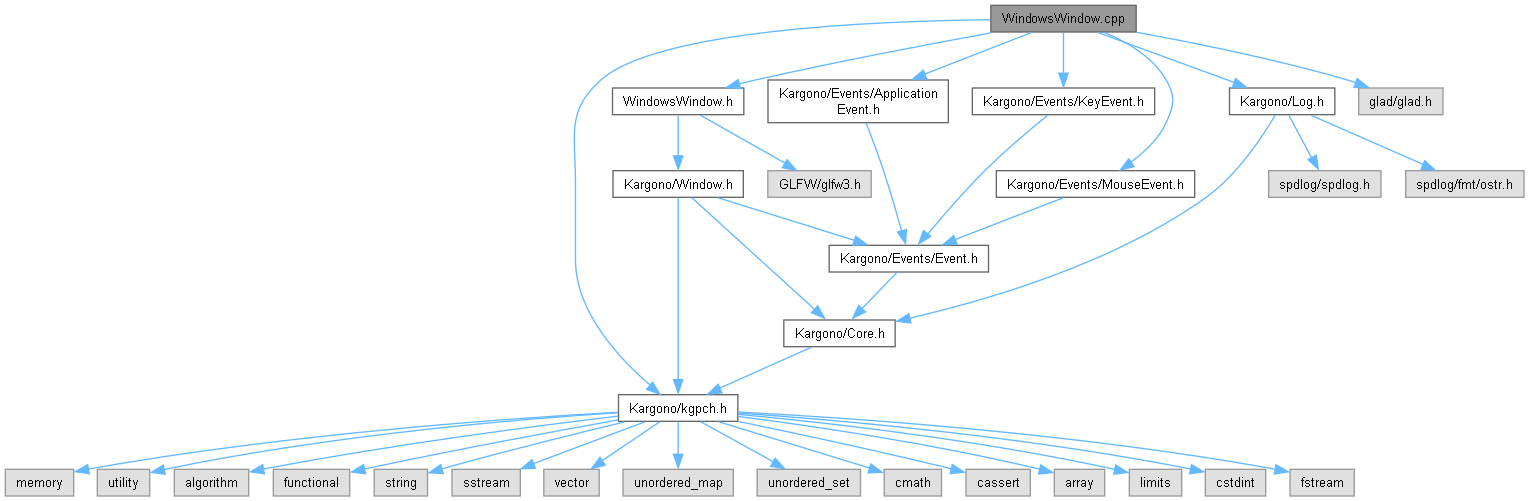 WindowsWindow.cpp
WindowsWindow.h
Kargono/Events/Application
Event.h
Kargono/Events/KeyEvent.h
Kargono/Log.h
glad/glad.h
Kargono/Window.h
GLFW/glfw3.h
Kargono/Events/MouseEvent.h
spdlog/spdlog.h
spdlog/fmt/ostr.h
Kargono/Events/Event.h
Kargono/Core.h
Kargono/kgpch.h
memory
utility
algorithm
functional
string
sstream
vector
unordered_map
unordered_set
cmath
cassert
array
limits
cstdint
fstream